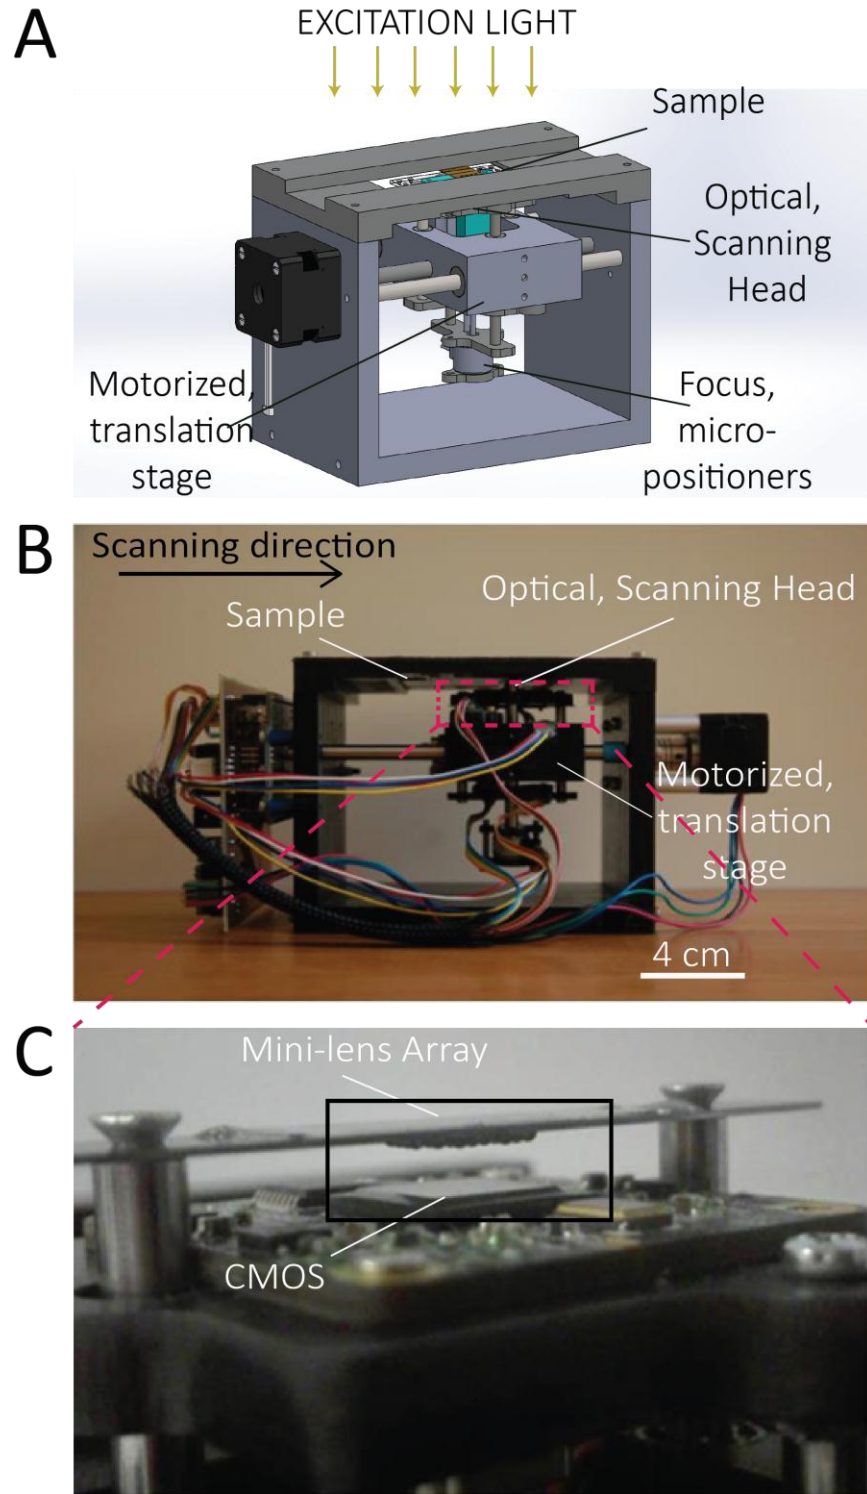 A
EXCITATION LIGHT
Sample
Optical,
Scanning
Head
Motorized,
translation
stage
Focus,
micro-
positioners
B
Scanning direction
Optical, Scanning Head
Sample
Motorized,
translation
stage
4 cm
C
Mini-lens Array
CMOS